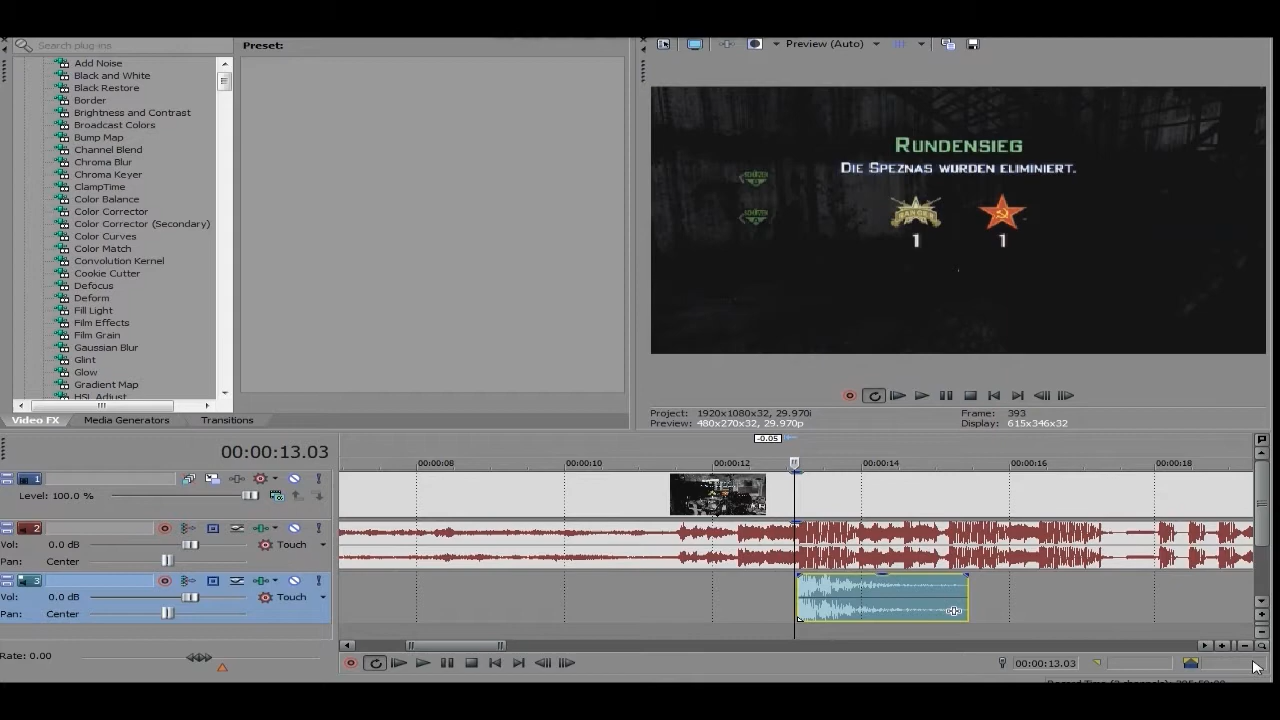 Search plug-ins
Preset:
Preview (Auto)
Add Noise
Black and White
Black Restore
Border
Brightness and Contrast
Broadcast Colors
Bump Map
Channel Blend
Chroma Blur
Chroma Keyer
ClampTime
Color Balance
Color Corrector
Color Corrector (Secondary)
Color Curves
Color Match
Convolution Kernel
Cookie Cutter
Defocus
Deform
Fill Light
Film Effects
Film Grain
Gaussian Blur
Glint
Glow
Gradient Map
HSL Adjust
Rundensieg
Die Speznas wurden eliminiert.
1 1
Video FX Media Generators Transitions
Project: 1920x1080x32, 29.970i Frame: 393
Preview: 480x270x32, 29.970p Display: 615x346x32
-0.05
00:00:13.03
00:00:08 00:00:10 00:00:12 00:00:14 00:00:16 00:00:18
1
Level: 100.0 %
2
Vol: 0.0 dB Touch
Pan: Center
3
Vol: 0.0 dB Touch
Pan: Center
Rate: 0.00
00:00:13.03